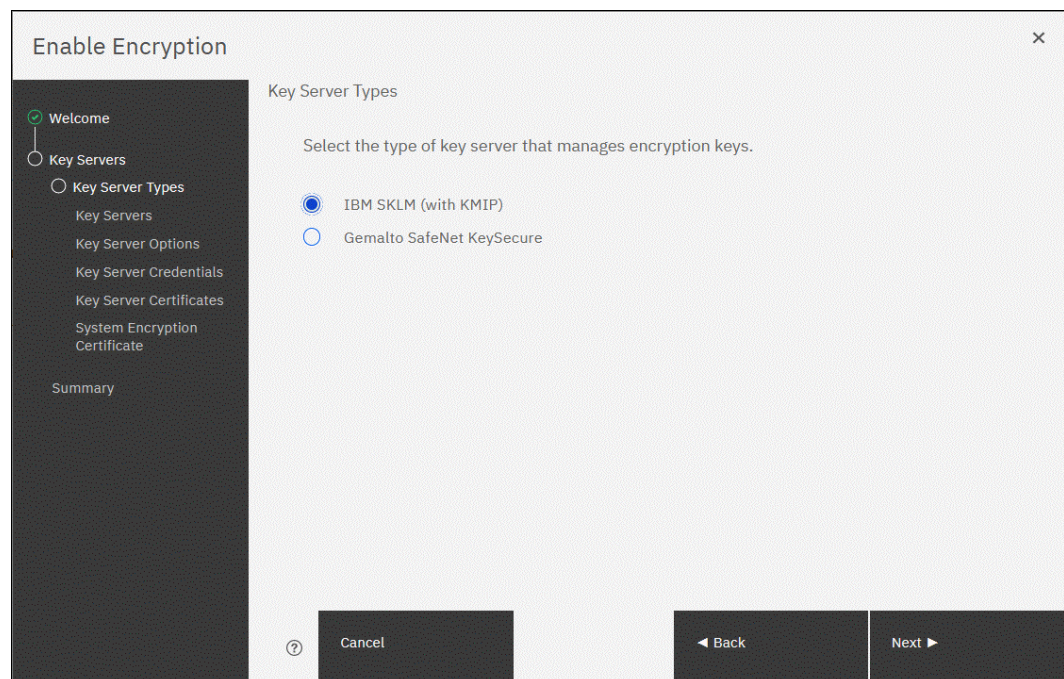 Enable Encryption
Welcome
Key Servers
Key Server Types
Key Servers
Key Server Options
Key Server Credentials
Key Server Certificates
System Encryption
Certificate
Summary
Key Server Types
Select the type of key server that manages encryption keys.
IBM SKLM (with KMIP)
Gemalto SafeNet KeySecure
Cancel
Back
Next